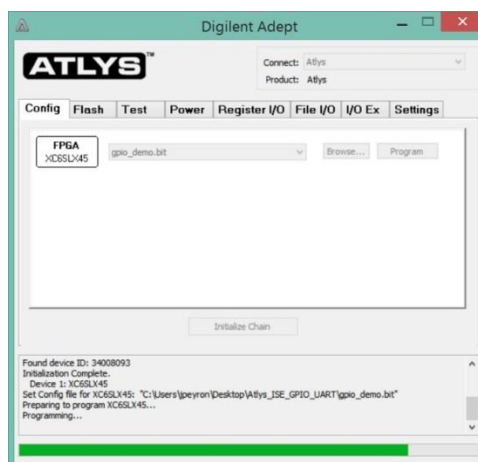 Digilent Adept
ATLYS™
Connect: Atlys
Product: Atlys
Config Flash Test Power Register I/O File I/O I/O Ex Settings
FPGA
XC6SLX45
gpio_demo.bit
Browse... Program
Initialize Chain
Found device ID: 34008093
Initialization Complete.
Device 1: XC6SLX45
Set Config file for XC6SLX45: "C:\Users\jpeyron\Desktop\Atlys_ISE_GPIO_UART\gpio_demo.bit"
Preparing to program XC6SLX45...
Programming...